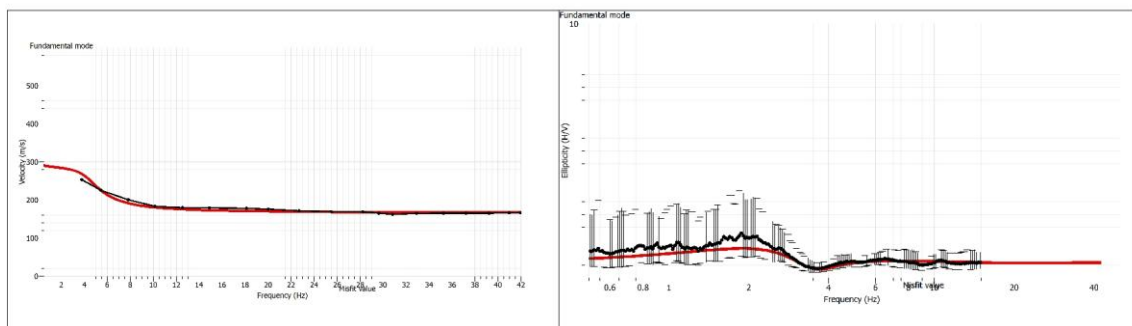 Fundamental mode
500
400
300
200
100
0
Velocity (m/s)
2 4 6 8 10 12 14 16 18 20 22 24 26 28 30 32 34 36 38 40 42
Frequency (Hz)
Misfit value
Fundamental mode
10
Ellipticity (H/V)
0.6 0.8 1 2 4 6 8 10 20 40
Frequency (Hz)
Misfit value